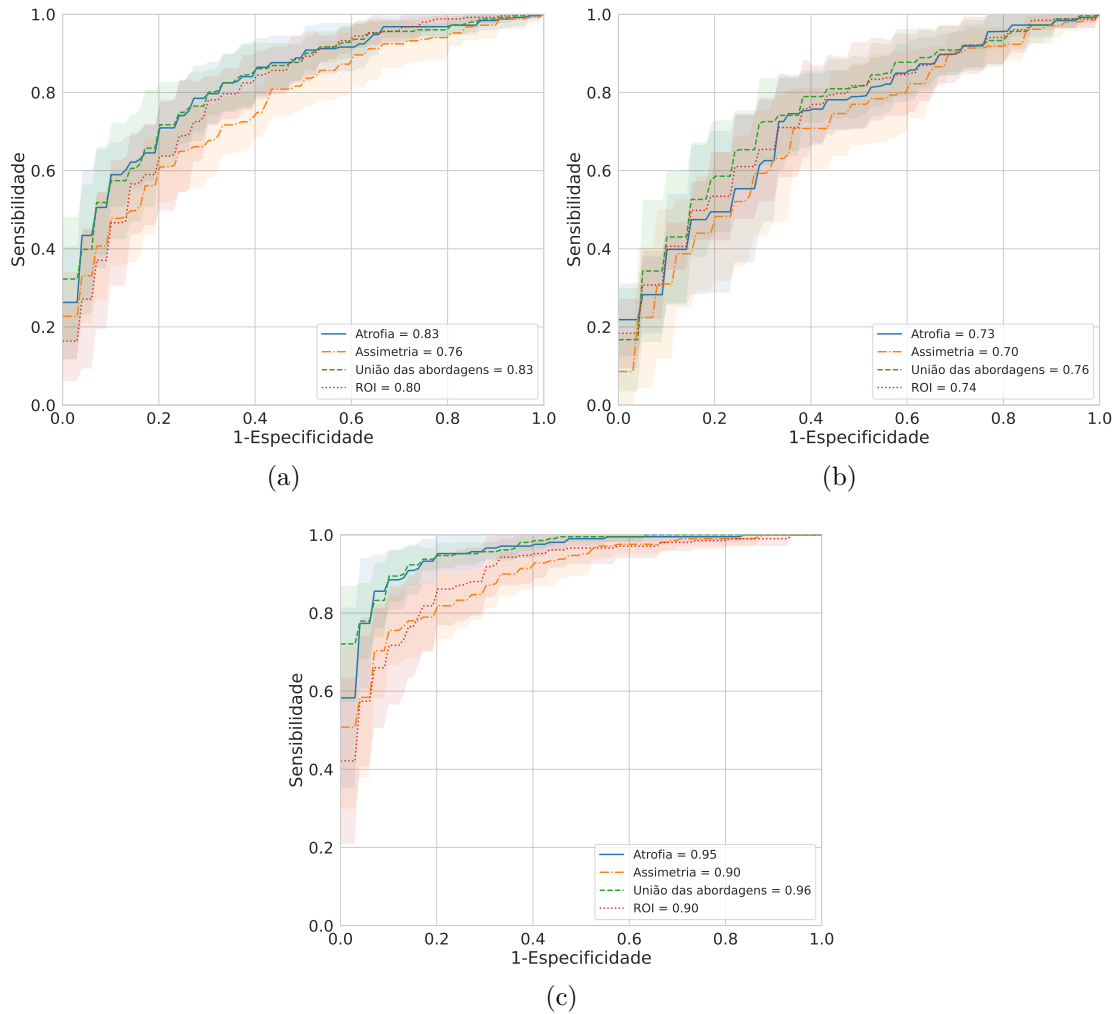 1.0
0.8
0.6
0.4
0.2
0.0
Sensibilidade
Atrofia = 0.83
Assimetria = 0.76
União das abordagens = 0.83
ROI = 0.80
0.0 0.2 0.4 0.6 0.8 1.0
1-Especificidade
(a)
1.0
0.8
0.6
0.4
0.2
0.0
Sensibilidade
Atrofia = 0.73
Assimetria = 0.70
União das abordagens = 0.76
ROI = 0.74
0.0 0.2 0.4 0.6 0.8 1.0
1-Especificidade
(b)
1.0
0.8
0.6
0.4
0.2
0.0
Sensibilidade
Atrofia = 0.95
Assimetria = 0.90
União das abordagens = 0.96
ROI = 0.90
0.0 0.2 0.4 0.6 0.8 1.0
1-Especificidade
(c)